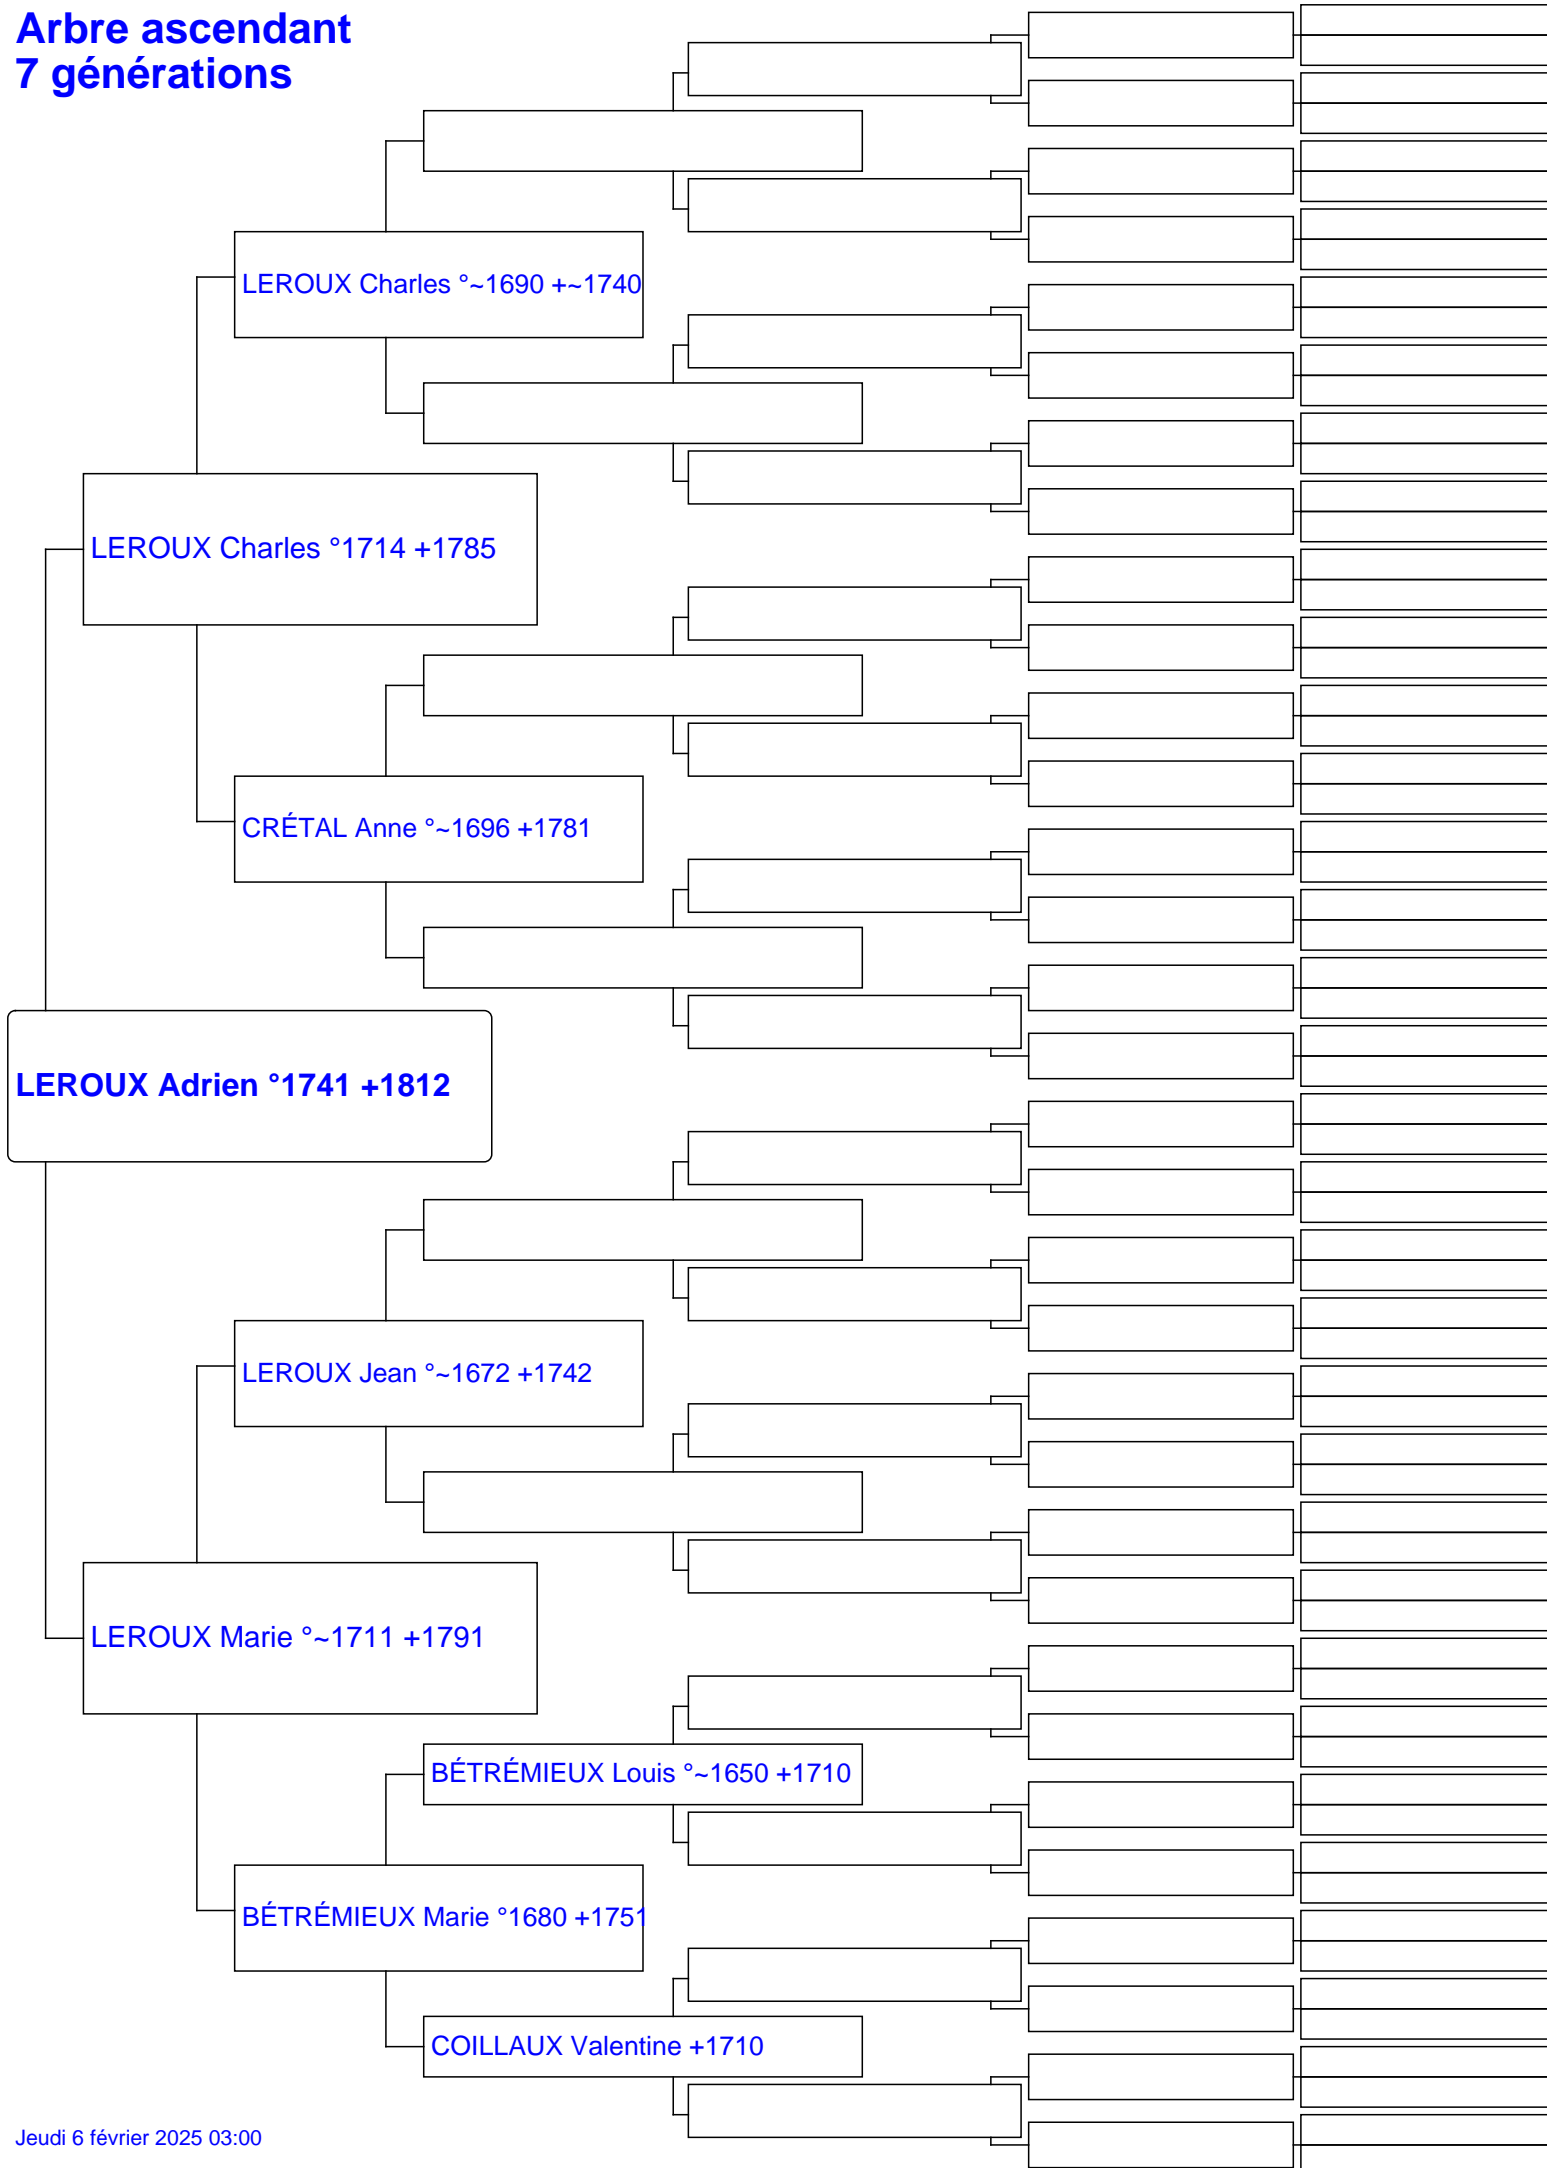 Arbre ascendant
7 générations
LEROUX Charles °~1690 +~1740
LEROUX Charles °1714 +1785
CRÉTAL Anne °~1696 +1781
LEROUX Adrien °1741 +1812
LEROUX Jean °~1672 +1742
LEROUX Marie °~1711 +1791
BÉTRÉMIEUX Louis °~1650 +1710
BÉTRÉMIEUX Marie °1680 +1751
COILLAUX Valentine +1710
Jeudi 6 février 2025 03:00